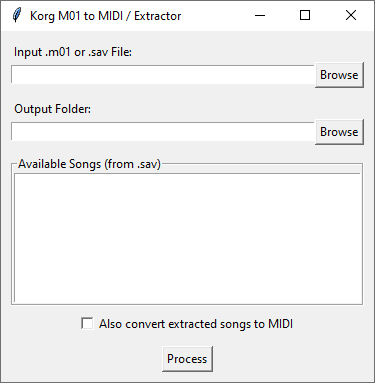 Korg M01 to MIDI / Extractor
Input .m01 or .sav File:
Browse
Output Folder:
Browse
Available Songs (from .sav)
Also convert extracted songs to MIDI
Process